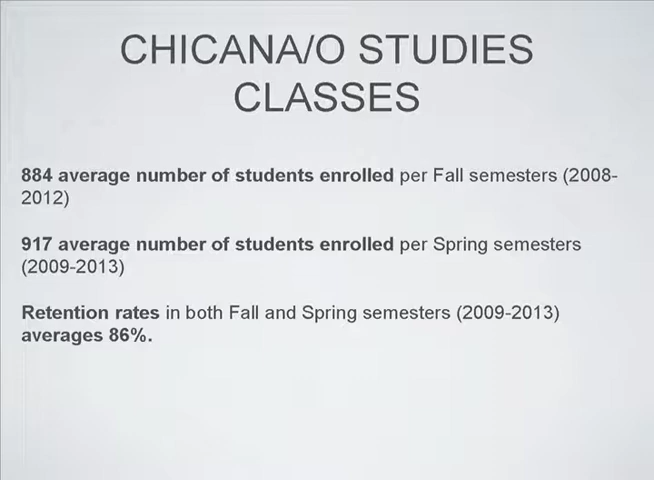 CHICANA/O STUDIES
CLASSES
884 average number of students enrolled per Fall semesters (2008-
2012)
917 average number of students enrolled per Spring semesters
(2009-2013)
Retention rates in both Fall and Spring semesters (2009-2013)
averages 86%.